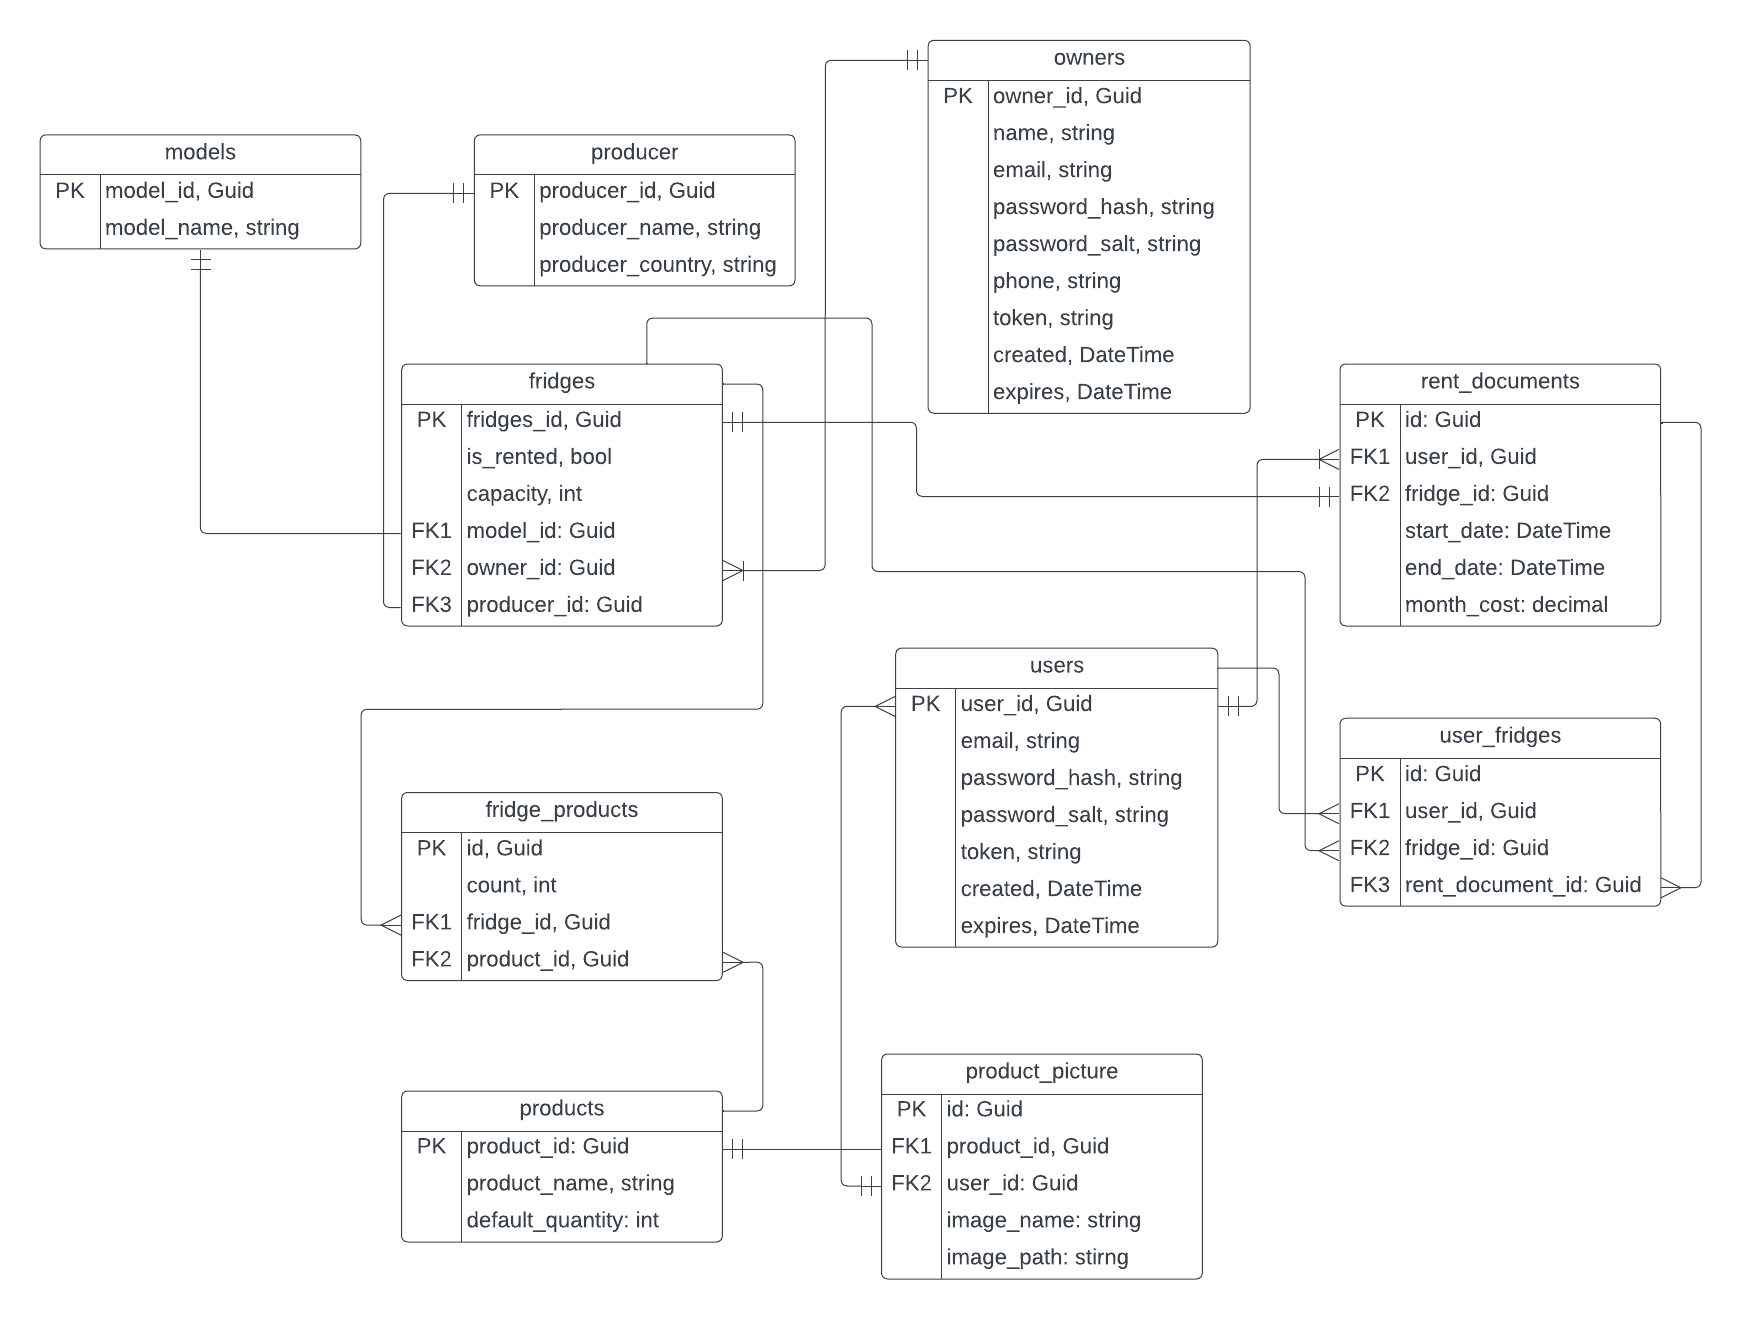 owners
PK owner_id, Guid
name, string
email, string
password_hash, string
password_salt, string
phone, string
token, string
created, DateTime
expires, DateTime
models
PK model_id, Guid
model_name, string
producer
PK producer_id, Guid
producer_name, string
producer_country, string
fridges
PK fridges_id, Guid
is_rented, bool
capacity, int
FK1 model_id: Guid
FK2 owner_id: Guid
FK3 producer_id: Guid
rent_documents
PK id: Guid
FK1 user_id, Guid
FK2 fridge_id: Guid
start_date: DateTime
end_date: DateTime
month_cost: decimal
users
PK user_id, Guid
email, string
password_hash, string
password_salt, string
token, string
created, DateTime
expires, DateTime
user_fridges
PK id: Guid
FK1 user_id, Guid
FK2 fridge_id: Guid
FK3 rent_document_id: Guid
fridge_products
PK id, Guid
count, int
FK1 fridge_id, Guid
FK2 product_id, Guid
products
PK product_id: Guid
product_name, string
default_quantity: int
product_picture
PK id: Guid
FK1 product_id, Guid
FK2 user_id: Guid
image_name: string
image_path: stirng